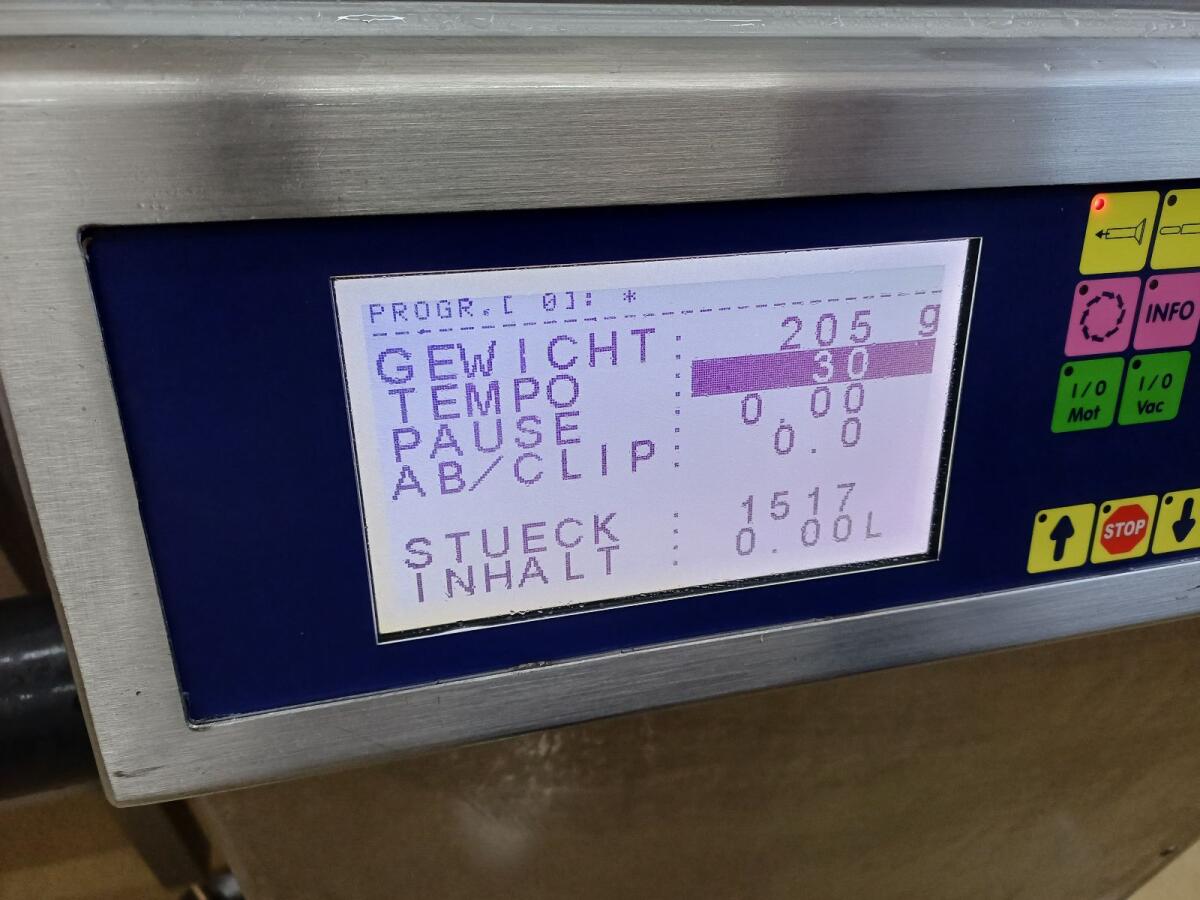 PROGR.[ 0]: *
GEWICHT: 205 g
TEMPO : 30
PAUSE : 0.00
AB/CLIP: 0.0
STUECK : 1517
INHALT : 0.00L
INFO
I/O Mot
I/O Vac
STOP